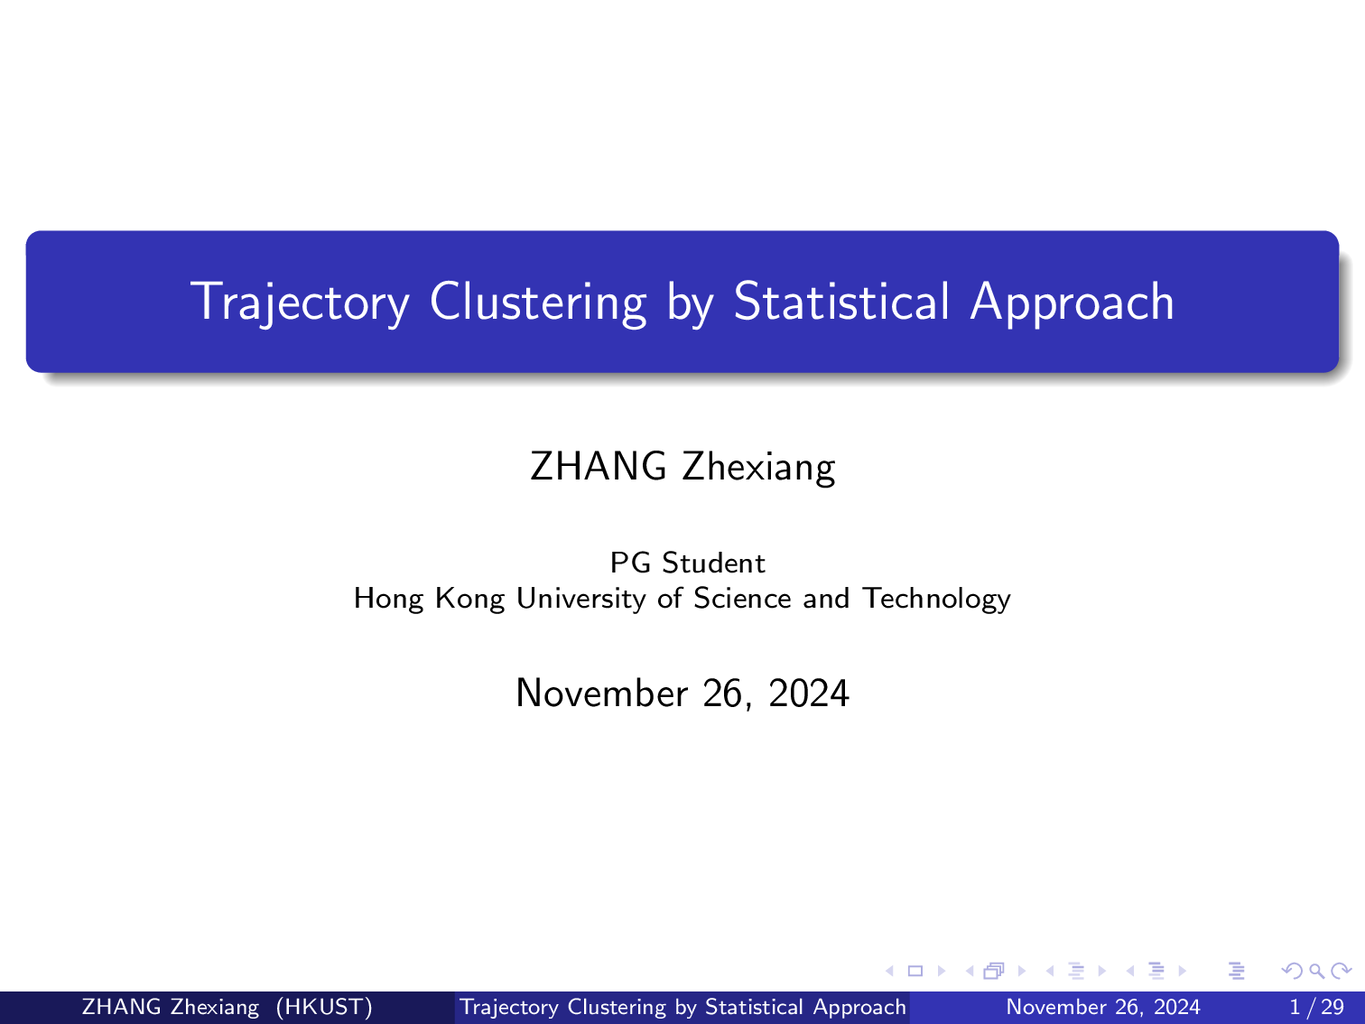 Trajectory Clustering by Statistical Approach
ZHANG Zhexiang
PG Student
Hong Kong University of Science and Technology
November 26, 2024
ZHANG Zhexiang (HKUST) Trajectory Clustering by Statistical Approach November 26, 2024 1 / 29